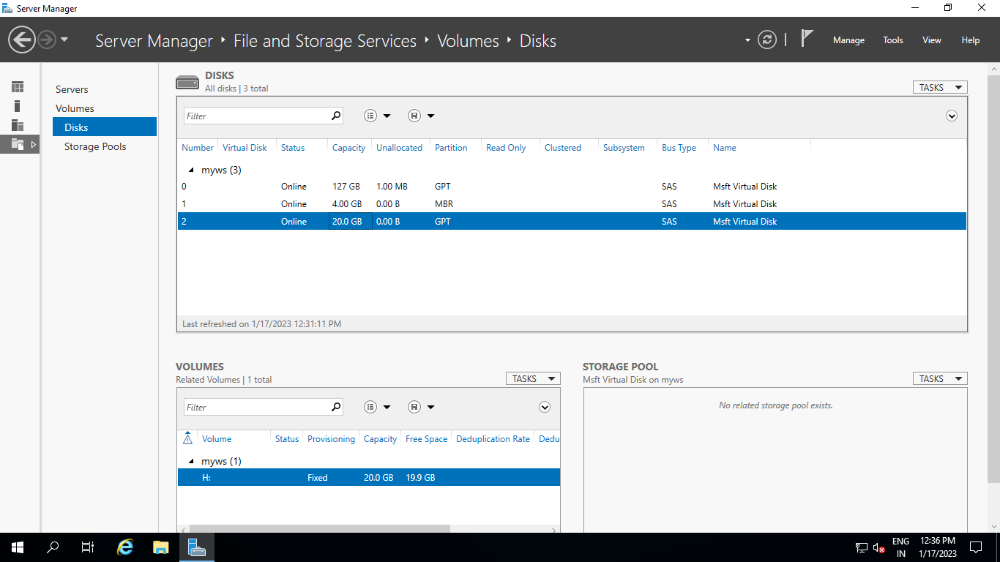 Server Manager
Server Manager ‣ File and Storage Services ‣ Volumes ‣ Disks
Manage Tools View Help
Servers
Volumes
Disks
Storage Pools
DISKS
All disks | 3 total
TASKS
Filter
Number Virtual Disk Status Capacity Unallocated Partition Read Only Clustered Subsystem Bus Type Name
myws (3)
0 Online 127 GB 1.00 MB GPT SAS Msft Virtual Disk
1 Online 4.00 GB 0.00 B MBR SAS Msft Virtual Disk
2 Online 20.0 GB 0.00 B GPT SAS Msft Virtual Disk
Last refreshed on 1/17/2023 12:31:11 PM
VOLUMES
Related Volumes | 1 total
TASKS
Filter
Volume Status Provisioning Capacity Free Space Deduplication Rate Dedu
myws (1)
H: Fixed 20.0 GB 19.9 GB
STORAGE POOL
Msft Virtual Disk on myws
TASKS
No related storage pool exists.
ENG
IN
12:36 PM
1/17/2023